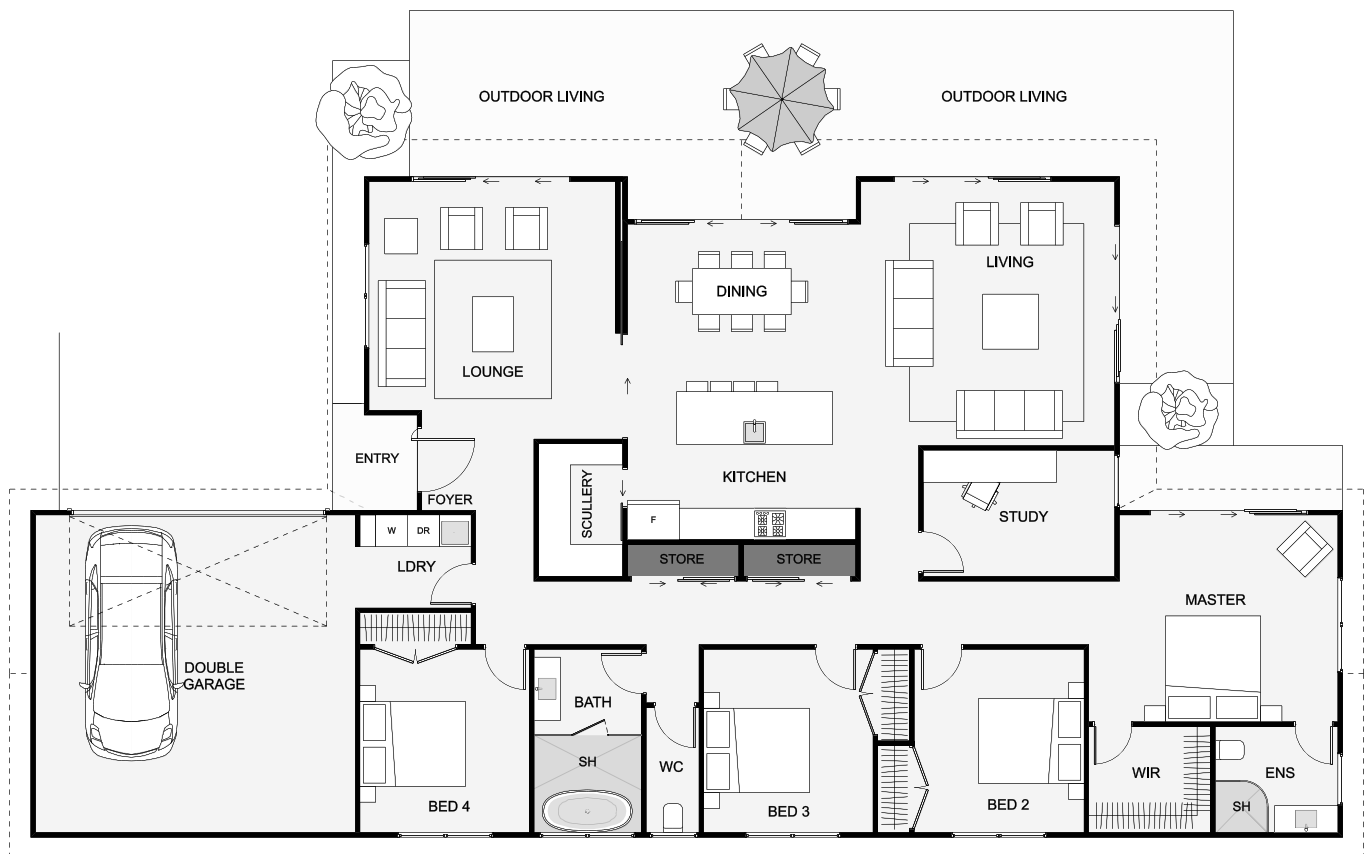 OUTDOOR LIVING
OUTDOOR LIVING
LIVING
DINING
LOUNGE
ENTRY
KITCHEN
FOYER
SCULLERY
STUDY
F
W
DR
LDRY
STORE
STORE
MASTER
DOUBLE
GARAGE
BATH
SH
WC
BED 4
BED 3
BED 2
WIR
ENS
SH